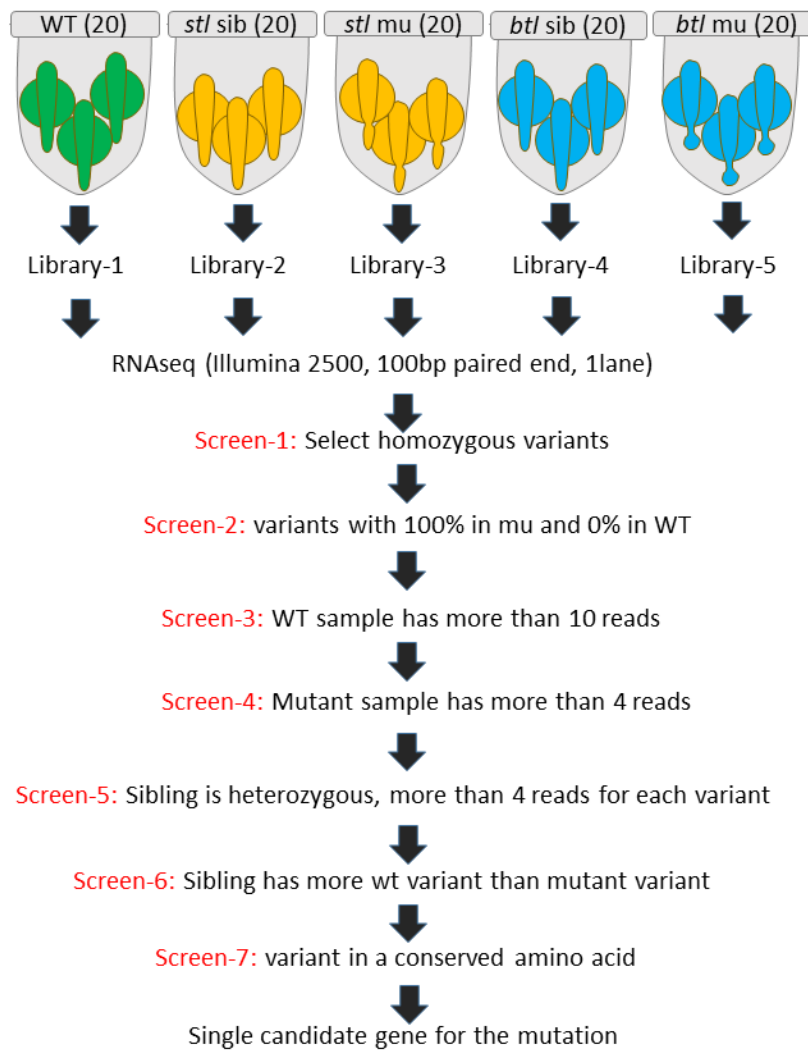 WT (20) stl sib (20) stl mu (20) btl sib (20) btl mu (20)
Library-1 Library-2 Library-3 Library-4 Library-5
RNAseq (Illumina 2500, 100bp paired end, 1lane)
Screen-1: Select homozygous variants
Screen-2: variants with 100% in mu and 0% in WT
Screen-3: WT sample has more than 10 reads
Screen-4: Mutant sample has more than 4 reads
Screen-5: Sibling is heterozygous, more than 4 reads for each variant
Screen-6: Sibling has more wt variant than mutant variant
Screen-7: variant in a conserved amino acid
Single candidate gene for the mutation